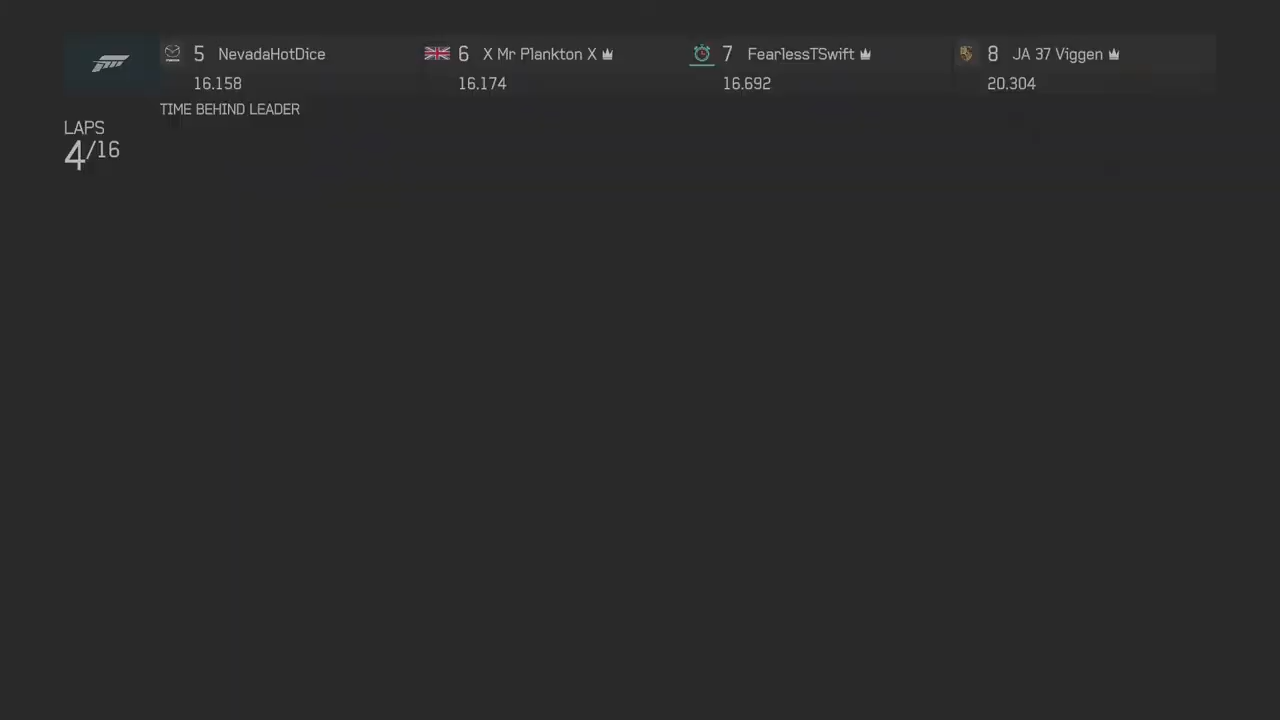 5 NevadaHotDice 6 X Mr Plankton X 7 FearlessTSwift 8 JA 37 Viggen
16.158 16.174 16.692 20.304
TIME BEHIND LEADER
LAPS
4/16